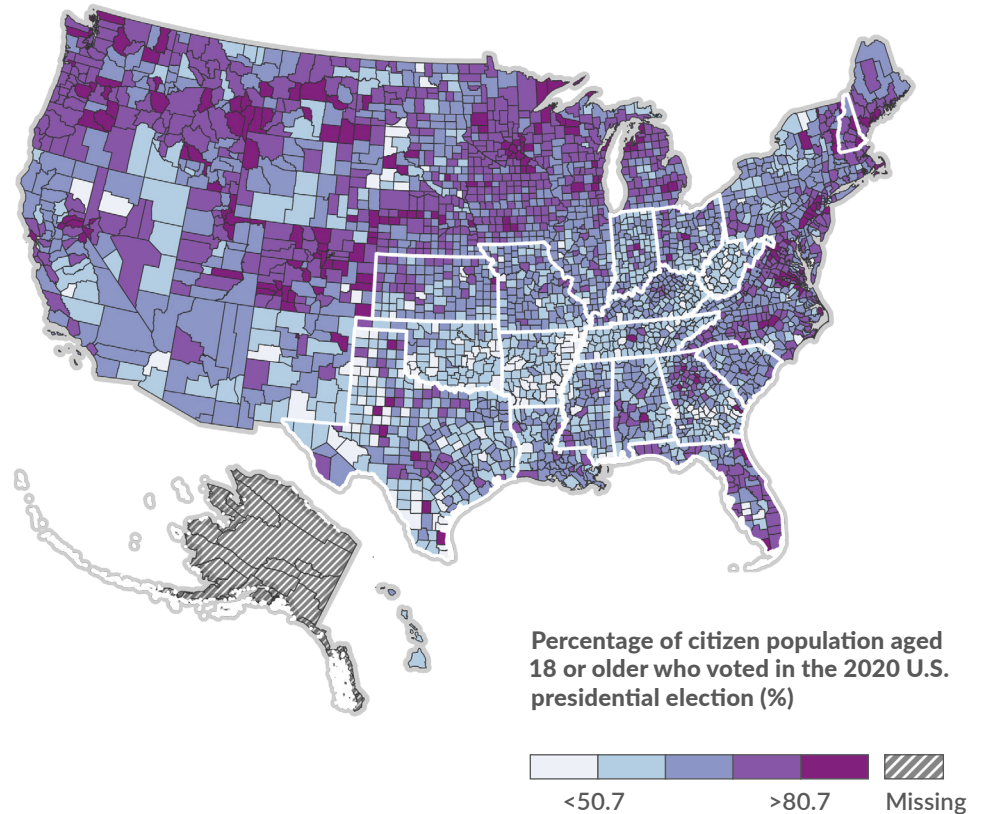 Percentage of citizen population aged
18 or older who voted in the 2020 U.S.
presidential election (%)
<50.7 >80.7 Missing